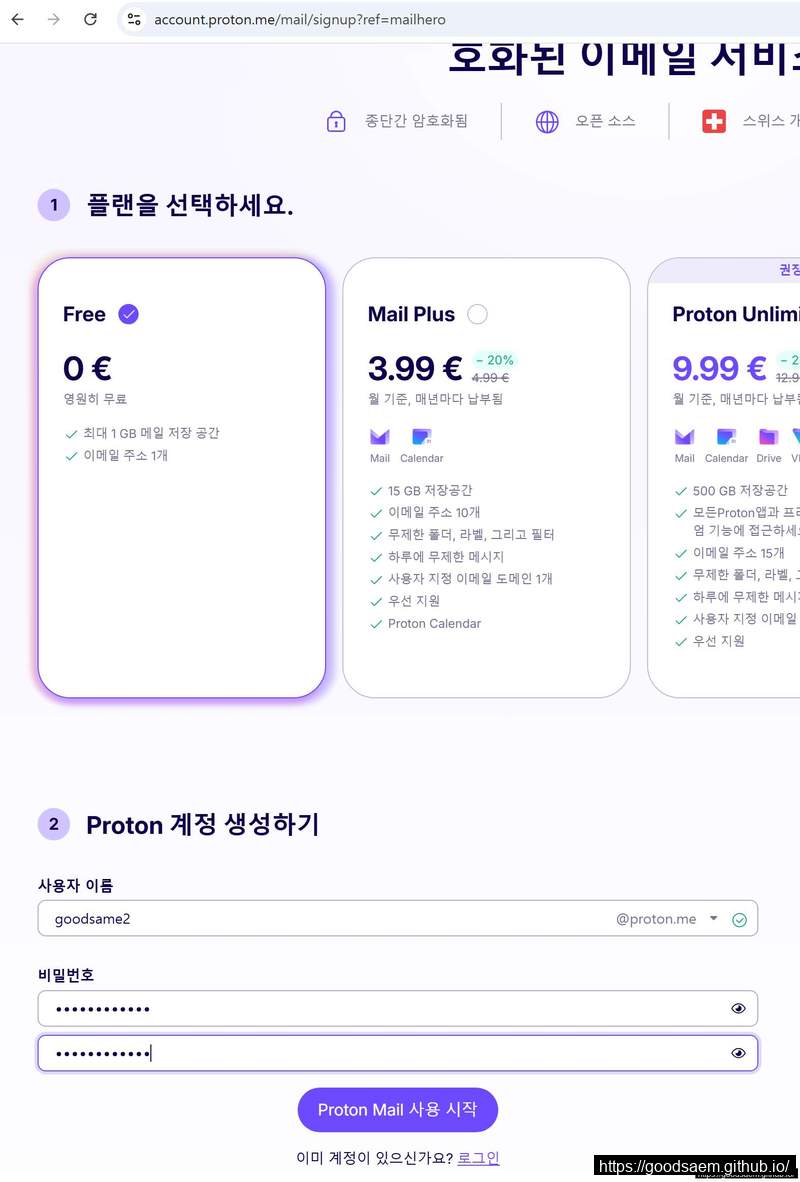 account.proton.me/mail/signup?ref=mailhero
호화된 이메일 서비스
종단간 암호화됨
오픈 소스
스위스 개
1 플랜을 선택하세요.
Free
0 €
영원히 무료
최대 1 GB 메일 저장 공간
이메일 주소 1개
Mail Plus
3.99 € − 20% 4.99 €
월 기준, 매년마다 납부됨
Mail Calendar
15 GB 저장공간
이메일 주소 10개
무제한 폴더, 라벨, 그리고 필터
하루에 무제한 메시지
사용자 지정 이메일 도메인 1개
우선 지원
Proton Calendar
권장
Proton Unlimi
9.99 € − 2 12.9
월 기준, 매년마다 납부됨
Mail Calendar Drive
500 GB 저장공간
모든Proton앱과 프리
엄 기능에 접근하세요
이메일 주소 15개
무제한 폴더, 라벨,
하루에 무제한 메시지
사용자 지정 이메일
우선 지원
2 Proton 계정 생성하기
사용자 이름
goodsame2 @proton.me
비밀번호
Proton Mail 사용 시작
이미 계정이 있으신가요? 로그인
https://goodsaem.github.io/